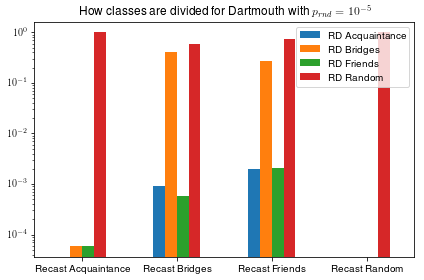 How classes are divided for Dartmouth with $p_{rnd} = 10^{-5}$
10^0
10^{-1}
10^{-2}
10^{-3}
10^{-4}
RD Acquaintance
RD Bridges
RD Friends
RD Random
Recast Acquaintance Recast Bridges Recast Friends Recast Random